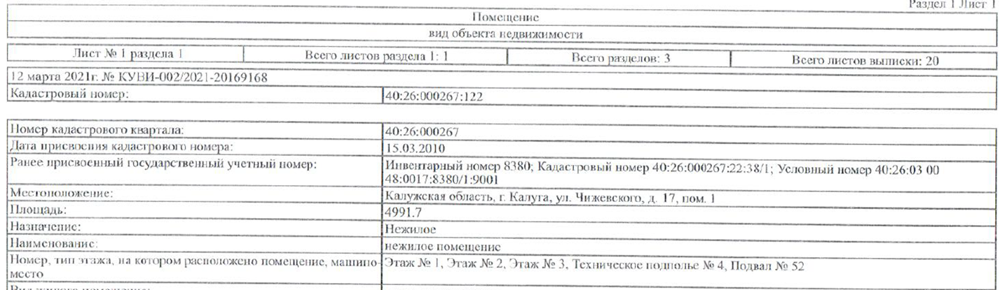 Раздел 1 Лист 1
Помещение
вид объекта недвижимости
Лист № 1 раздела 1 Всего листов раздела 1: 1 Всего разделов: 3 Всего листов выписки: 20
12 марта 2021г. № КУВИ-002/2021-20169168
Кадастровый номер: 40:26:000267:122
Номер кадастрового квартала: 40:26:000267
Дата присвоения кадастрового номера: 15.03.2010
Ранее присвоенный государственный учетный номер: Инвентарный номер 8380; Кадастровый номер 40:26:000267:22:38/1; Условный номер 40:26:03 00
48:0017:8380/1:9001
Местоположение: Калужская область, г. Калуга, ул. Чижевского, д. 17, пом. 1
Площадь: 4991.7
Назначение: Нежилое
Наименование: нежилое помещение
Номер, тип этажа, на котором расположено помещение, машино- Этаж № 1, Этаж № 2, Этаж № 3, Техническое подполье № 4, Подвал № 52
место